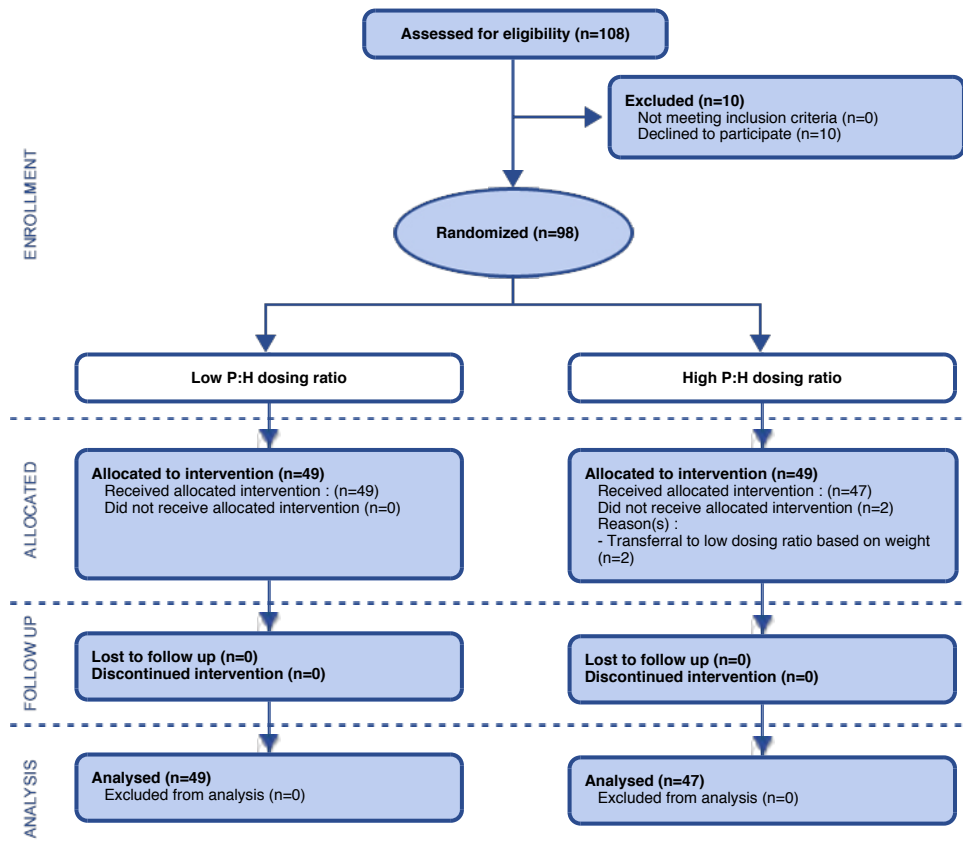 Assessed for eligibility (n=108)
Excluded (n=10)
Not meeting inclusion criteria (n=0)
Declined to participate (n=10)
ENROLLMENT
Randomized (n=98)
Low P:H dosing ratio
High P:H dosing ratio
ALLOCATED
Allocated to intervention (n=49)
Received allocated intervention : (n=49)
Did not receive allocated intervention (n=0)
Allocated to intervention (n=49)
Received allocated intervention : (n=47)
Did not receive allocated intervention (n=2)
Reason(s) :
- Transferral to low dosing ratio based on weight
(n=2)
FOLLOW UP
Lost to follow up (n=0)
Discontinued intervention (n=0)
Lost to follow up (n=0)
Discontinued intervention (n=0)
ANALYSIS
Analysed (n=49)
Excluded from analysis (n=0)
Analysed (n=47)
Excluded from analysis (n=0)